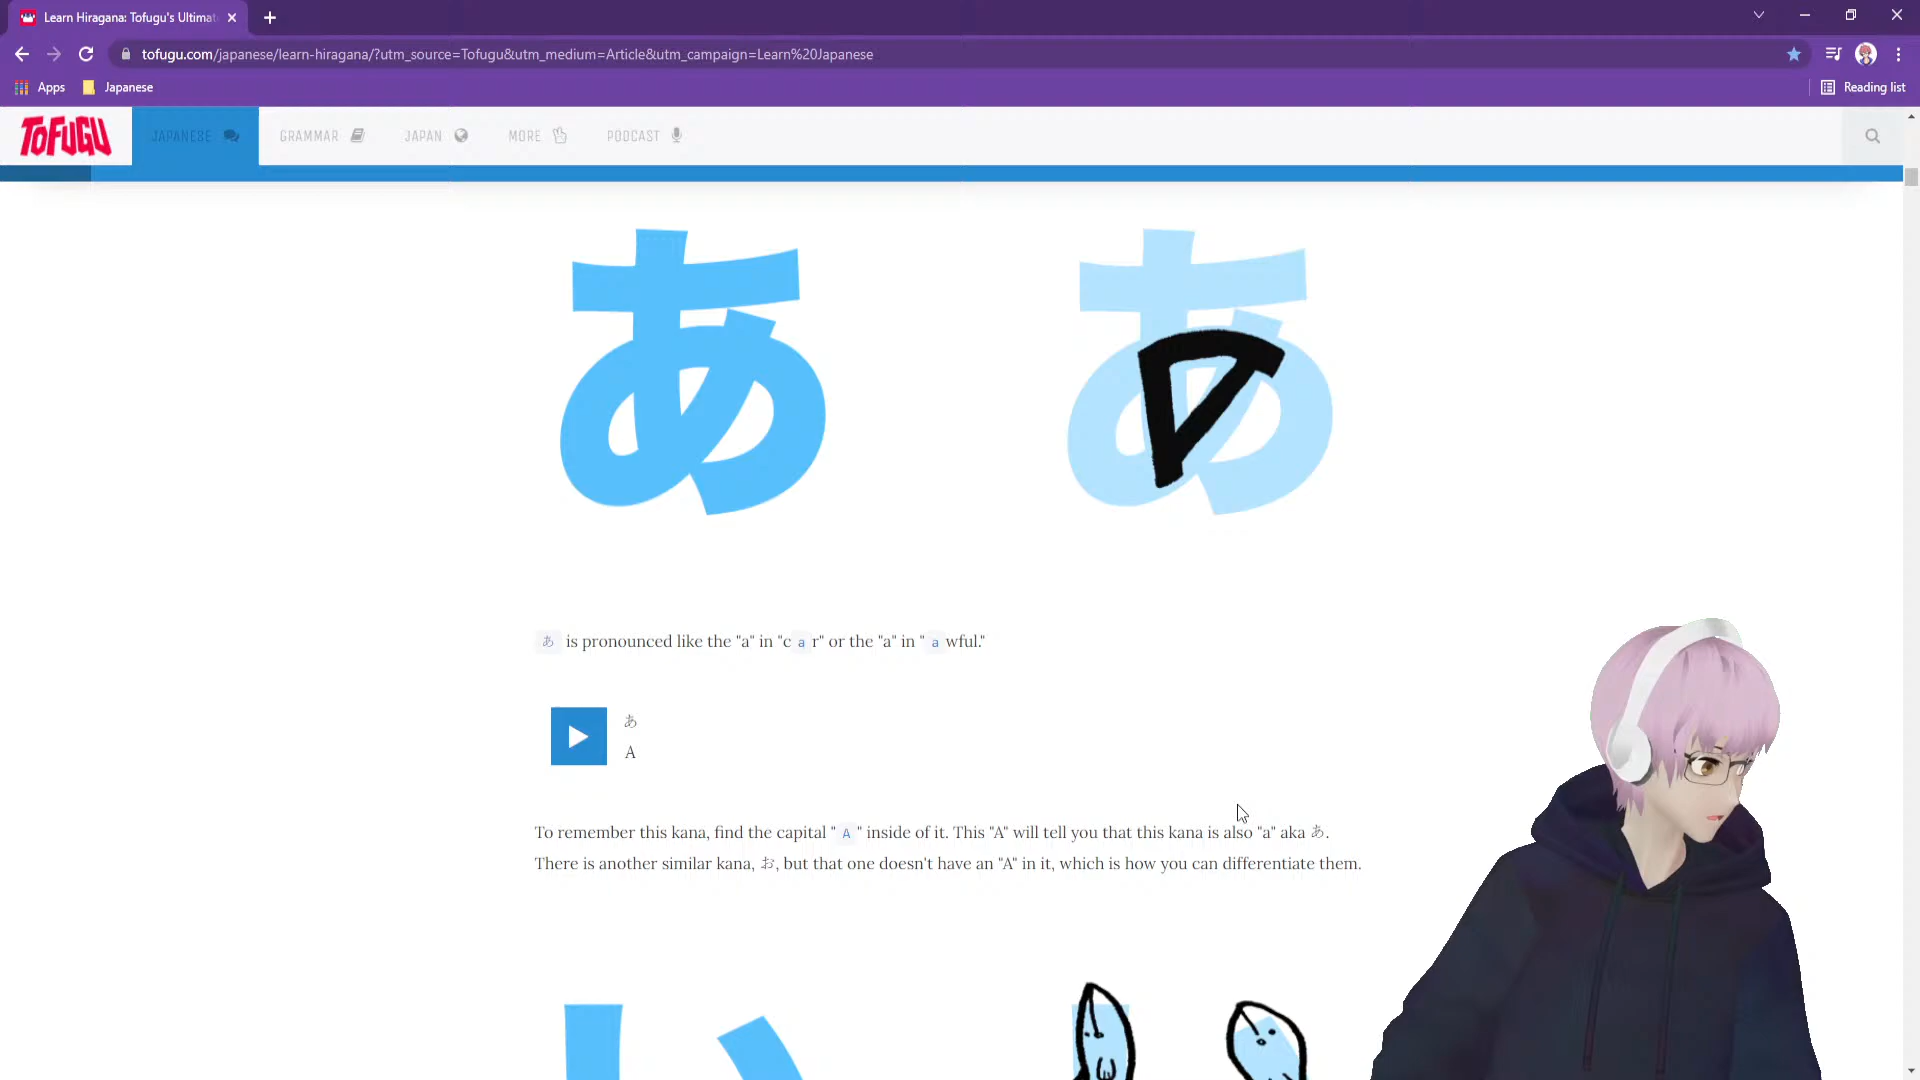 Learn Hiragana: Tofugu's Ultimat
tofugu.com/japanese/learn-hiragana/?utm_source=Tofugu&utm_medium=Article&utm_campaign=Learn%20Japanese
Apps
Japanese
Reading list
TOFUGU
JAPANESE
GRAMMAR
JAPAN
MORE
PODCAST
あ
あ
あ is pronounced like the "a" in "car" or the "a" in "awful."
あ
A
To remember this kana, find the capital "A" inside of it. This "A" will tell you that this kana is also "a" aka あ.
There is another similar kana, お, but that one doesn't have an "A" in it, which is how you can differentiate them.